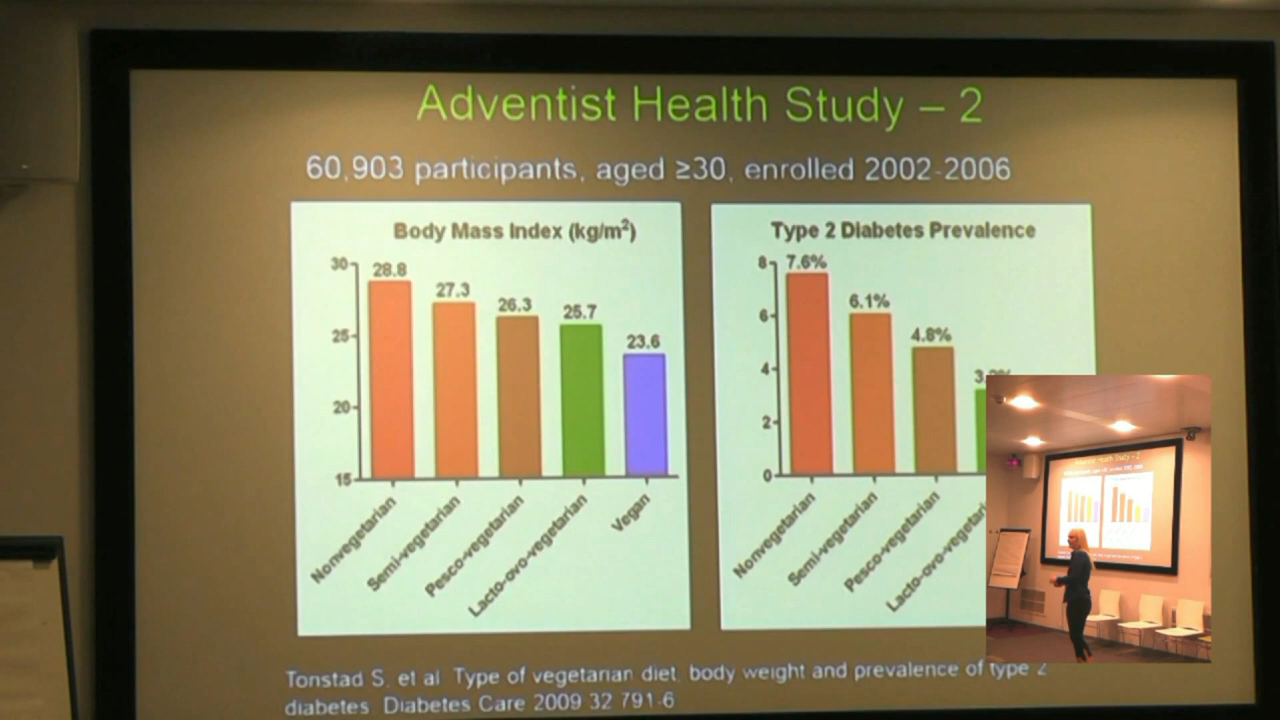 Adventist Health Study – 2
60,903 participants, aged ≥30, enrolled 2002-2006
Body Mass Index (kg/m²)
30
25
20
15
28.8
27.3
26.3
25.7
23.6
Nonvegetarian
Semi-vegetarian
Pesco-vegetarian
Lacto-ovo-vegetarian
Vegan
Type 2 Diabetes Prevalence
8
6
4
2
0
7.6%
6.1%
4.8%
Nonvegetarian
Semi-vegetarian
Pesco-vegetarian
Tonstad S, et al Type of vegetarian diet, body weight and prevalence of type 2
diabetes Diabetes Care 2009 32 791-6
Adventist Health Study - 2